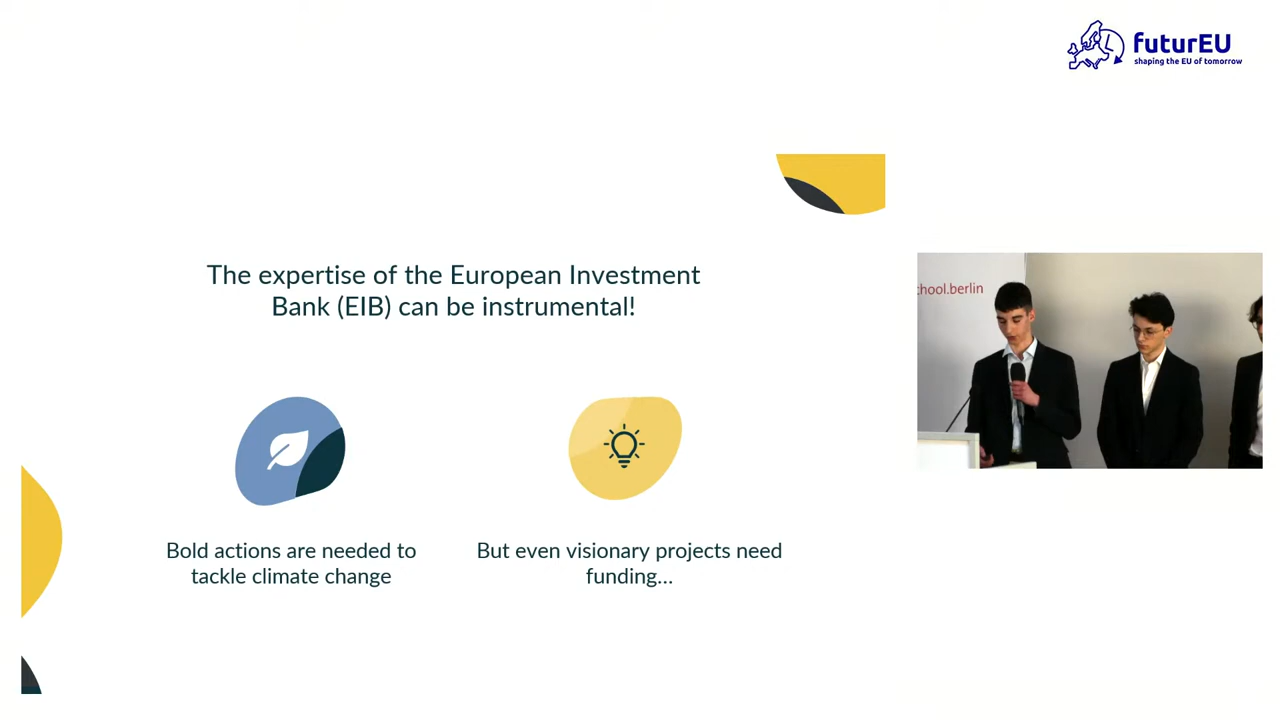 futurEU
shaping the EU of tomorrow
The expertise of the European Investment
Bank (EIB) can be instrumental!
chool.berlin
Bold actions are needed to
tackle climate change
But even visionary projects need
funding...